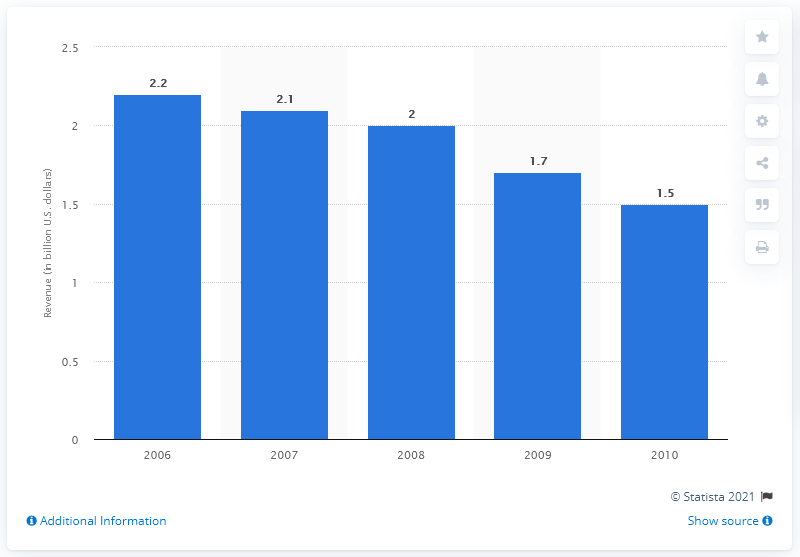 2.5
2
1.5
1
0.5
0
Revenue (in billion U.S. dollars)
2.2
2.1
2
1.7
1.5
2006 2007 2008 2009 2010
© Statista 2021
Additional Information Show source